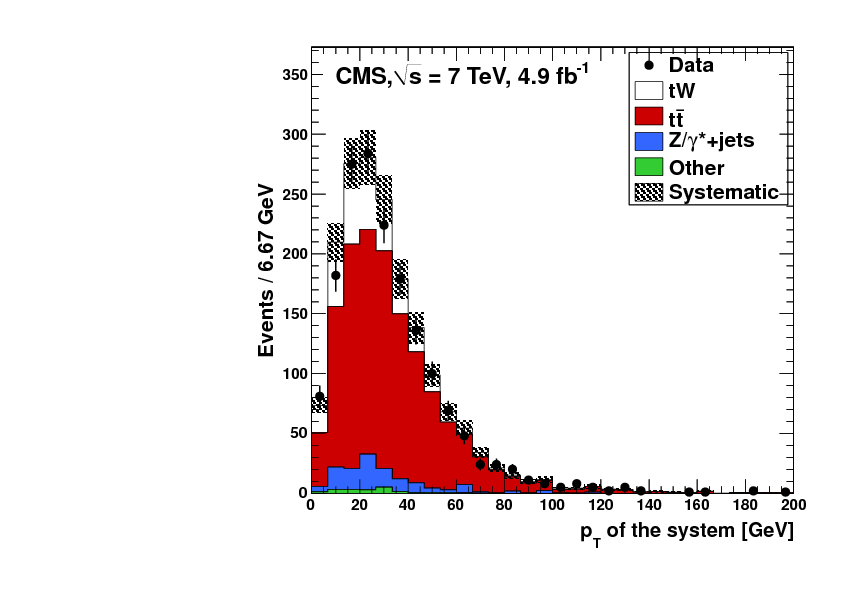 CMS, √s = 7 TeV, 4.9 fb⁻¹
Data
tW
tt̄
Z/γ*+jets
Other
Systematic
Events / 6.67 GeV
350
300
250
200
150
100
50
0
0 20 40 60 80 100 120 140 160 180 200
p_T of the system [GeV]